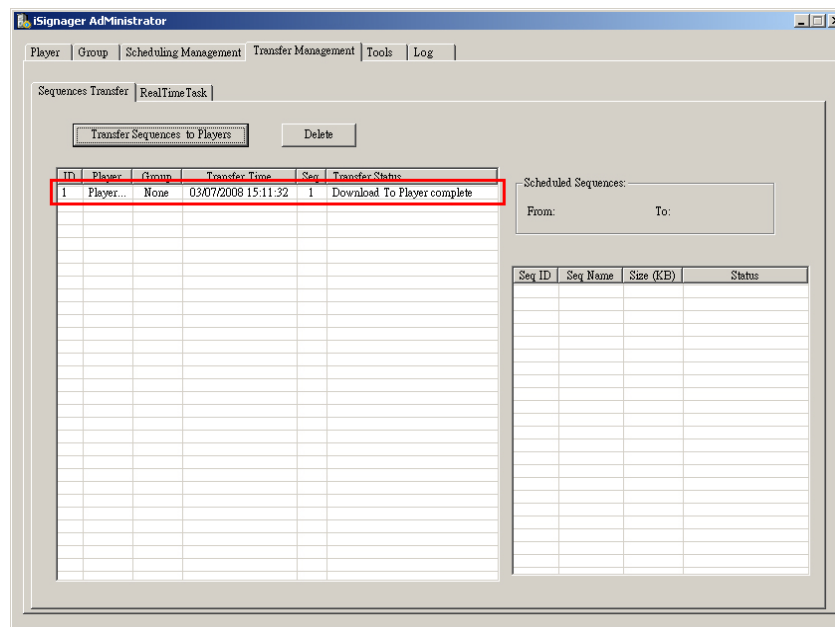 iSignager AdMinistrator
Player Group Scheduling Management Transfer Management Tools Log
Sequences Transfer RealTimeTask
Transfer Sequences to Players Delete
ID Player Group Transfer Time Seq Transfer Status
1 Player... None 03/07/2008 15:11:32 1 Download To Player complete
Scheduled Sequences:
From: To:
Seq ID Seq Name Size (KB) Status